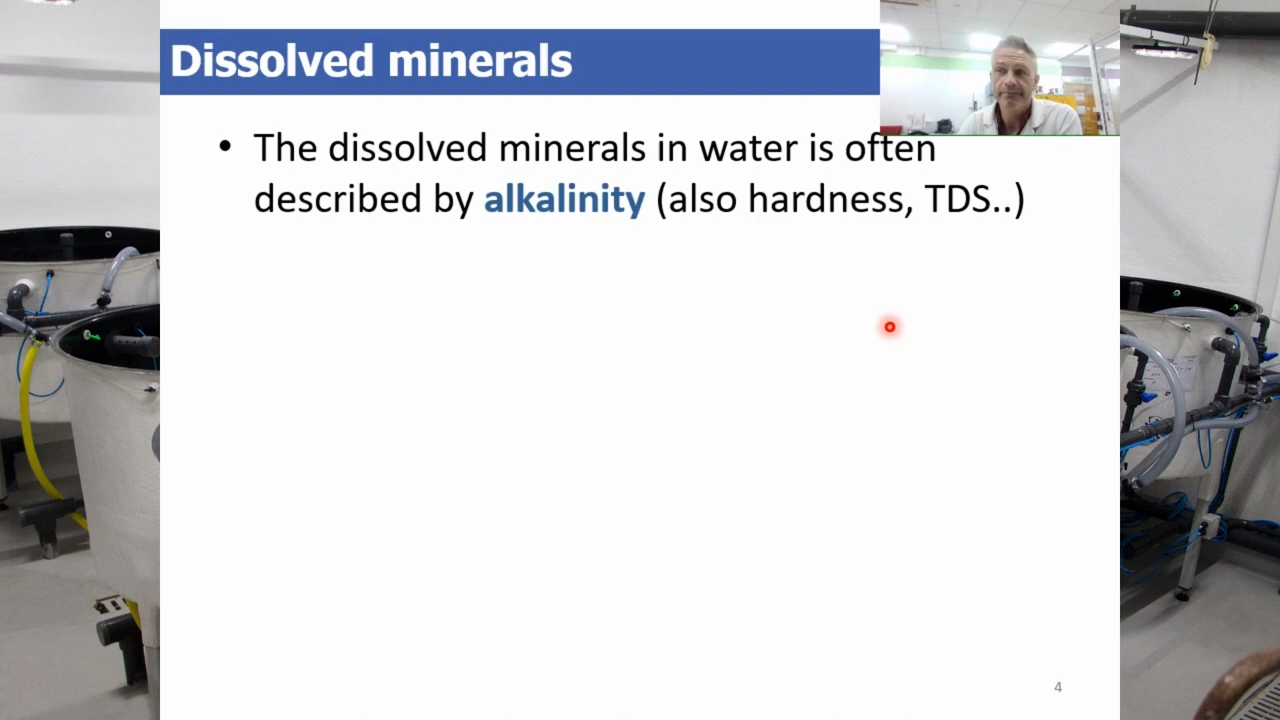 Dissolved minerals
• The dissolved minerals in water is often
described by alkalinity (also hardness, TDS..)
4